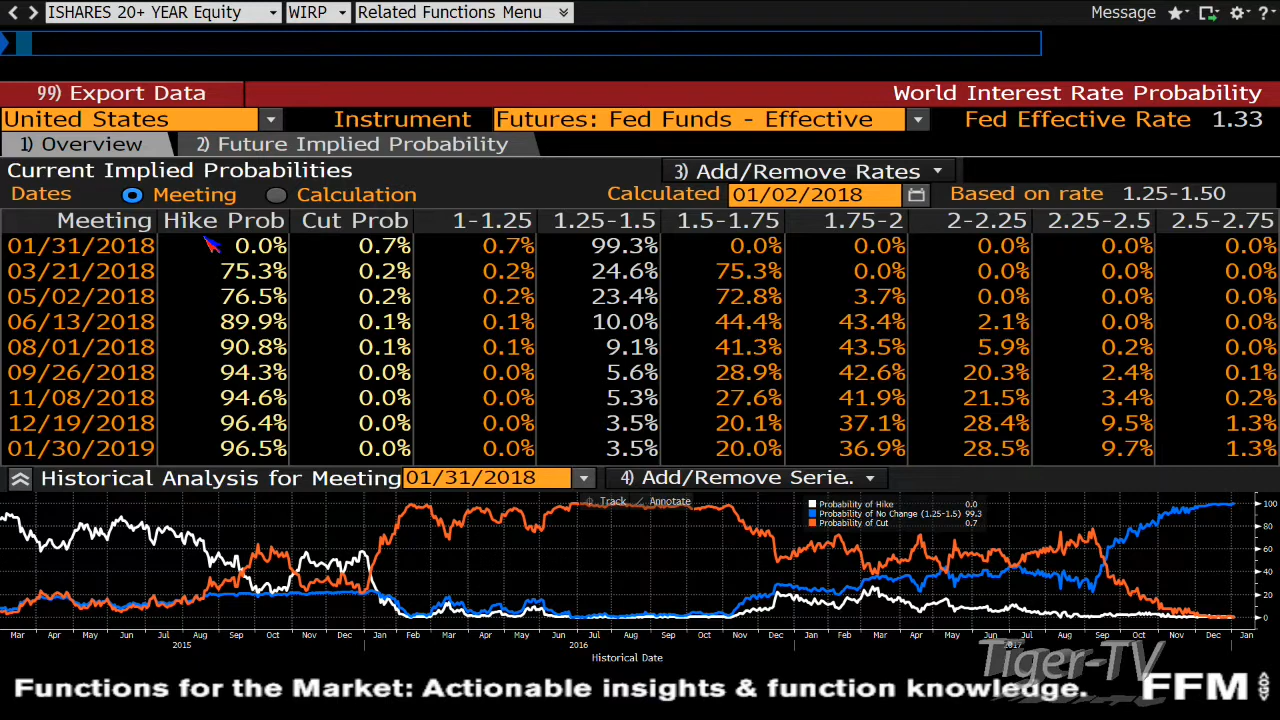 ISHARES 20+ YEAR Equity WIRP Related Functions Menu Message ?
99) Export Data World Interest Rate Probability
United States Instrument Futures: Fed Funds - Effective Fed Effective Rate 1.33
1) Overview 2) Future Implied Probability
Current Implied Probabilities 3) Add/Remove Rates
Dates Meeting Calculation Calculated 01/02/2018 Based on rate 1.25-1.50
Meeting Hike Prob Cut Prob 1-1.25 1.25-1.5 1.5-1.75 1.75-2 2-2.25 2.25-2.5 2.5-2.75
01/31/2018 0.0% 0.7% 0.7% 99.3% 0.0% 0.0% 0.0% 0.0% 0.0%
03/21/2018 75.3% 0.2% 0.2% 24.6% 75.3% 0.0% 0.0% 0.0% 0.0%
05/02/2018 76.5% 0.2% 0.2% 23.4% 72.8% 3.7% 0.0% 0.0% 0.0%
06/13/2018 89.9% 0.1% 0.1% 10.0% 44.4% 43.4% 2.1% 0.0% 0.0%
08/01/2018 90.8% 0.1% 0.1% 9.1% 41.3% 43.5% 5.9% 0.2% 0.0%
09/26/2018 94.3% 0.0% 0.0% 5.6% 28.9% 42.6% 20.3% 2.4% 0.1%
11/08/2018 94.6% 0.0% 0.0% 5.3% 27.6% 41.9% 21.5% 3.4% 0.2%
12/19/2018 96.4% 0.0% 0.0% 3.5% 20.1% 37.1% 28.4% 9.5% 1.3%
01/30/2019 96.5% 0.0% 0.0% 3.5% 20.0% 36.9% 28.5% 9.7% 1.3%
Historical Analysis for Meeting 01/31/2018 4) Add/Remove Serie..
Track Annotate
Probability of Hike 0.0
Probability of No Change (1.25-1.5) 99.3
Probability of Cut 0.7
100
80
60
40
20
0
Mar Apr May Jun Jul Aug Sep Oct Nov Dec Jan Feb Mar Apr May Jun Jul Aug Sep Oct Nov Dec Jan Feb Mar Apr May Jun Jul Aug Sep Oct Nov Dec Jan
2015 2016 2017
Historical Date
Tiger-TV
Functions for the Market: Actionable insights & function knowledge. FFM